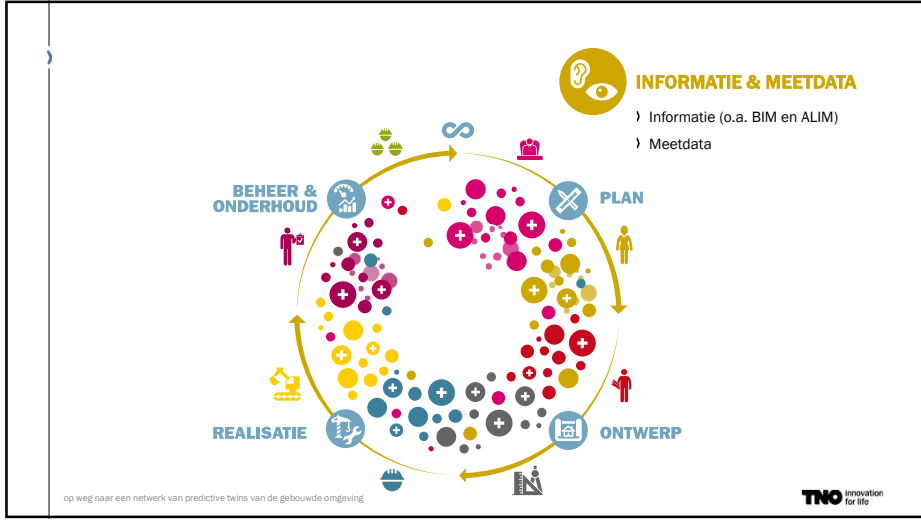 INFORMATIE & MEETDATA
Informatie (o.a. BIM en ALIM)
Meetdata
BEHEER &
ONDERHOUD
PLAN
REALISATIE
ONTWERP
op weg naar een netwerk van predictive twins van de gebouwde omgeving
TNO innovation
for life